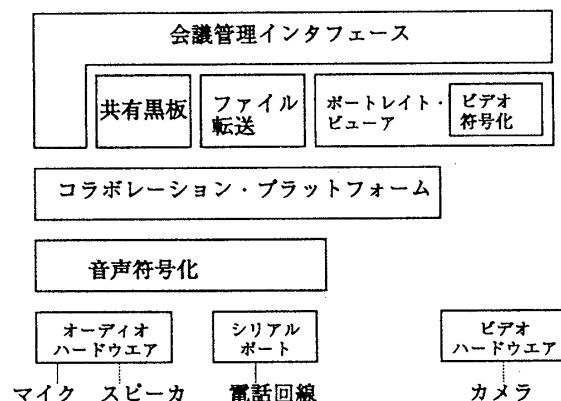 会議管理インタフェース
共有黒板
ファイル
転送
ポートレイト・
ビューア
ビデオ
符号化
コラボレーション・プラットフォーム
音声符号化
オーディオ
ハードウエア
シリアル
ポート
ビデオ
ハードウエア
マイク スピーカ 電話回線 カメラ